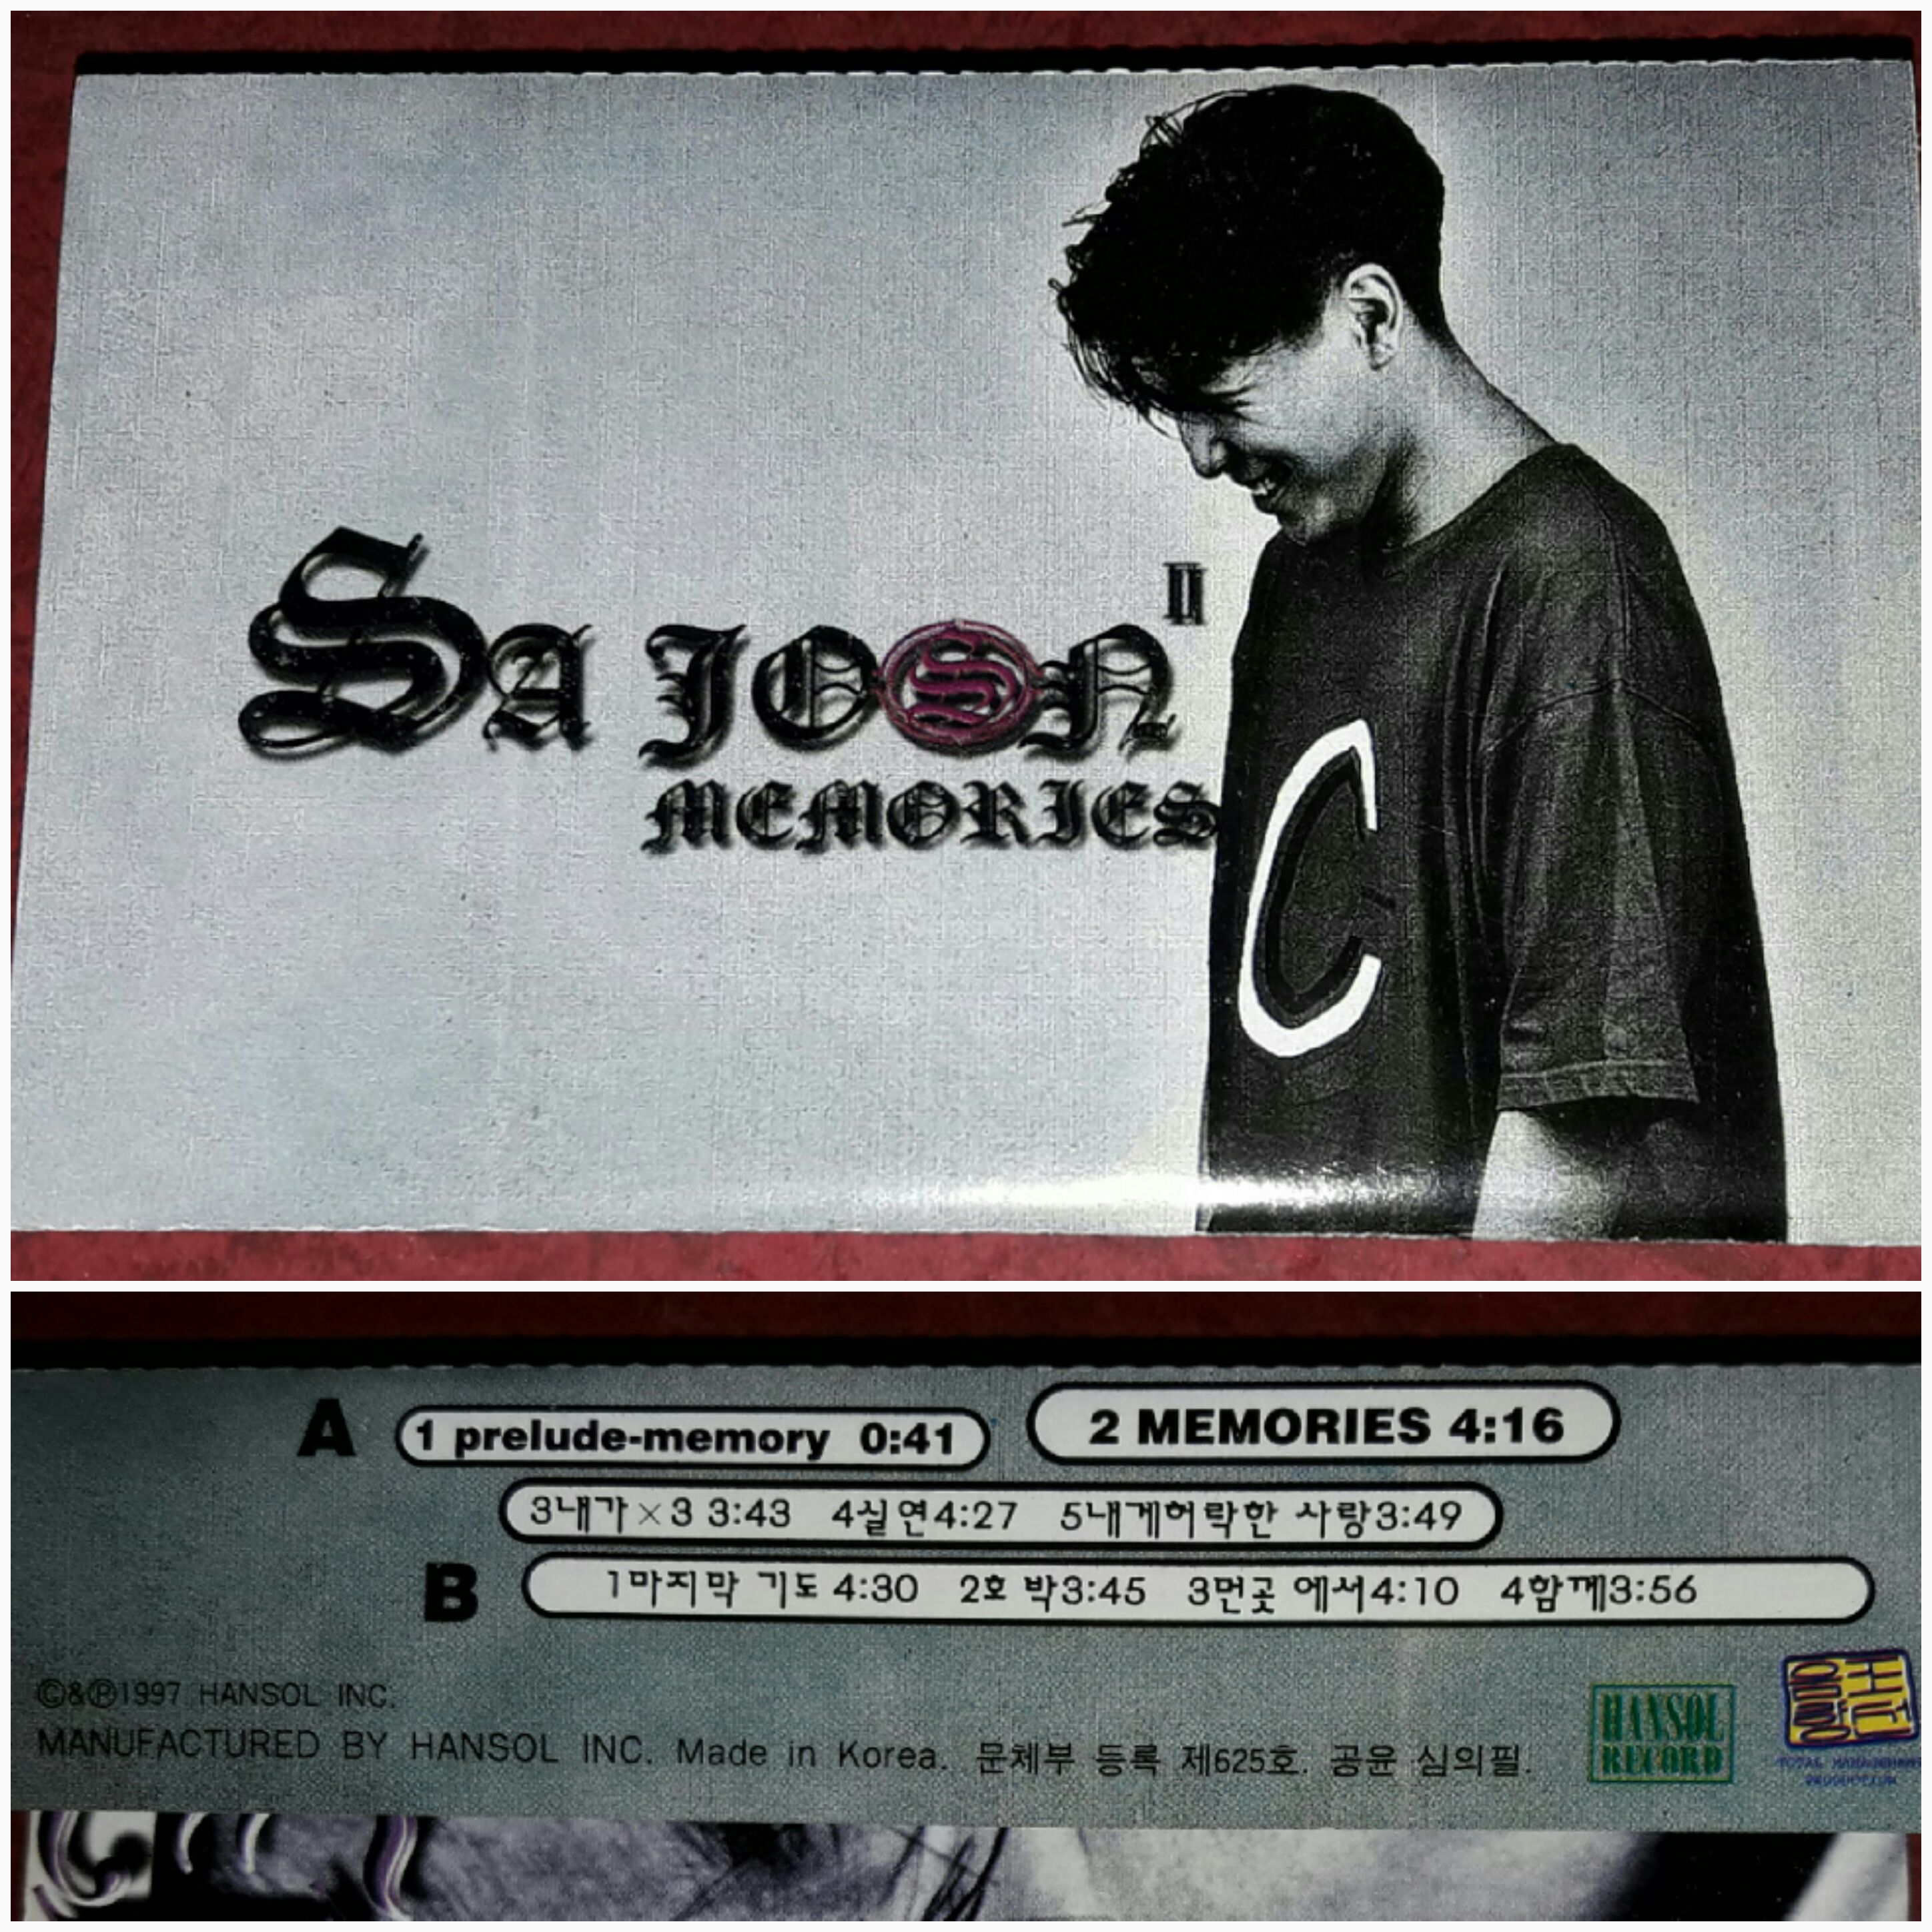 SA JOON II
MEMORIES
C
A 1 prelude-memory 0:41 2 MEMORIES 4:16
3내가×3 3:43 4실연4:27 5내게허락한 사랑3:49
B 1마지막 기도 4:30 2호 박3:45 3먼곳 에서4:10 4함께3:56
©&℗1997 HANSOL INC.
MANUFACTURED BY HANSOL INC. Made in Korea. 문체부 등록 제625호. 공윤 심의필.
HANSOL
RECORD
TOTAL MANAGEMENT
PRODUCTION